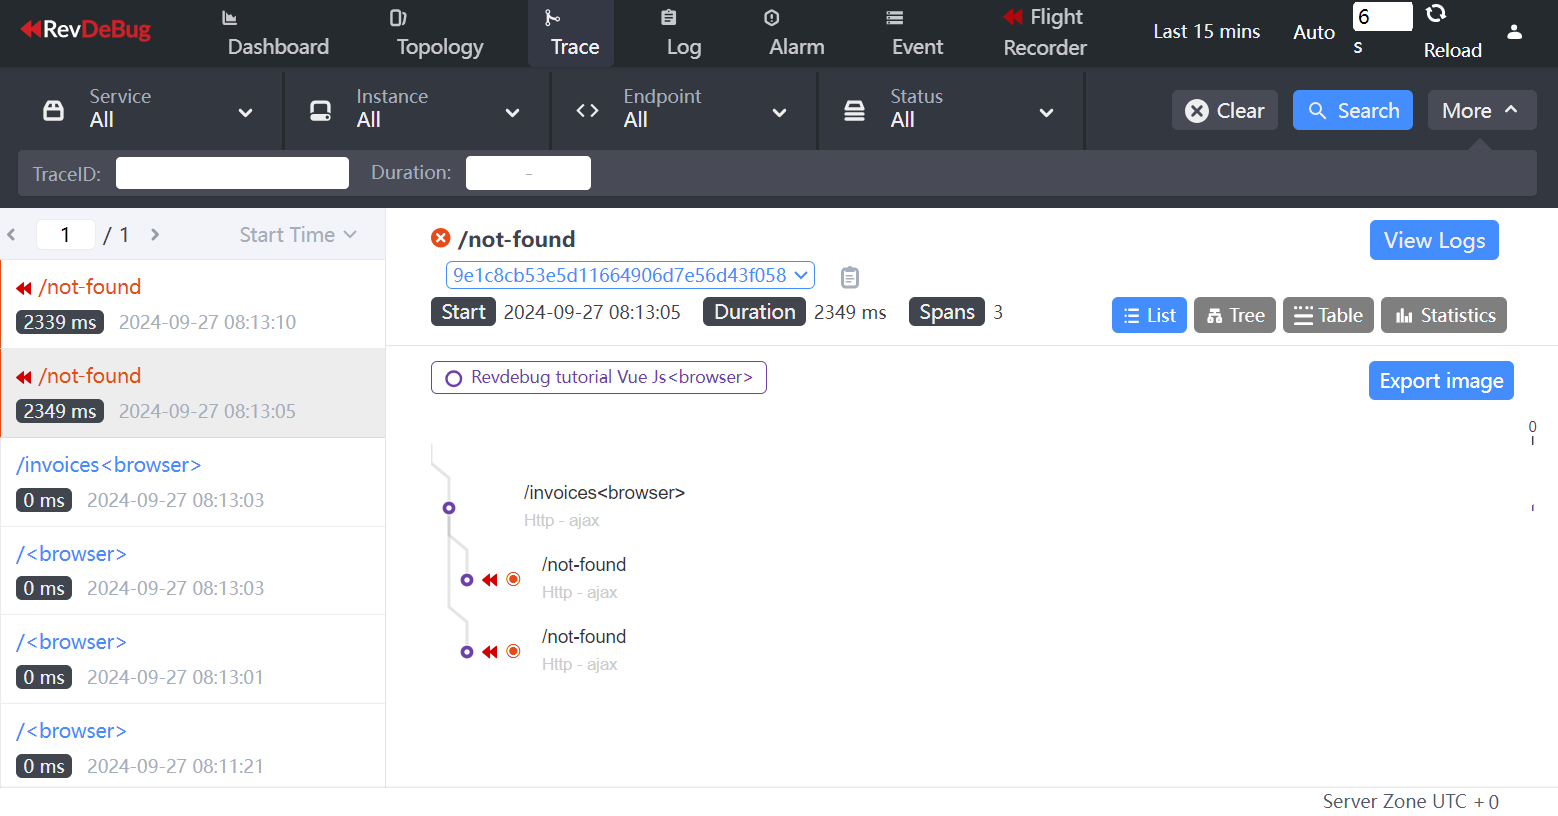 RevDeBug
Dashboard
Topology
Trace
Log
Alarm
Event
Flight
Recorder
Last 15 mins
Auto
6
s
Reload
Service
All
Instance
All
Endpoint
All
Status
All
Clear
Search
More
TraceID:
Duration:
-
1 / 1
Start Time
/not-found
2339 ms 2024-09-27 08:13:10
/not-found
2349 ms 2024-09-27 08:13:05
/invoices<browser>
0 ms 2024-09-27 08:13:03
/<browser>
0 ms 2024-09-27 08:13:03
/<browser>
0 ms 2024-09-27 08:13:01
/<browser>
0 ms 2024-09-27 08:11:21
/not-found
View Logs
9e1c8cb53e5d11664906d7e56d43f058
Start 2024-09-27 08:13:05 Duration 2349 ms Spans 3
List Tree Table Statistics
Revdebug tutorial Vue Js<browser>
Export image
0
/invoices<browser>
Http - ajax
/not-found
Http - ajax
/not-found
Http - ajax
Server Zone UTC + 0